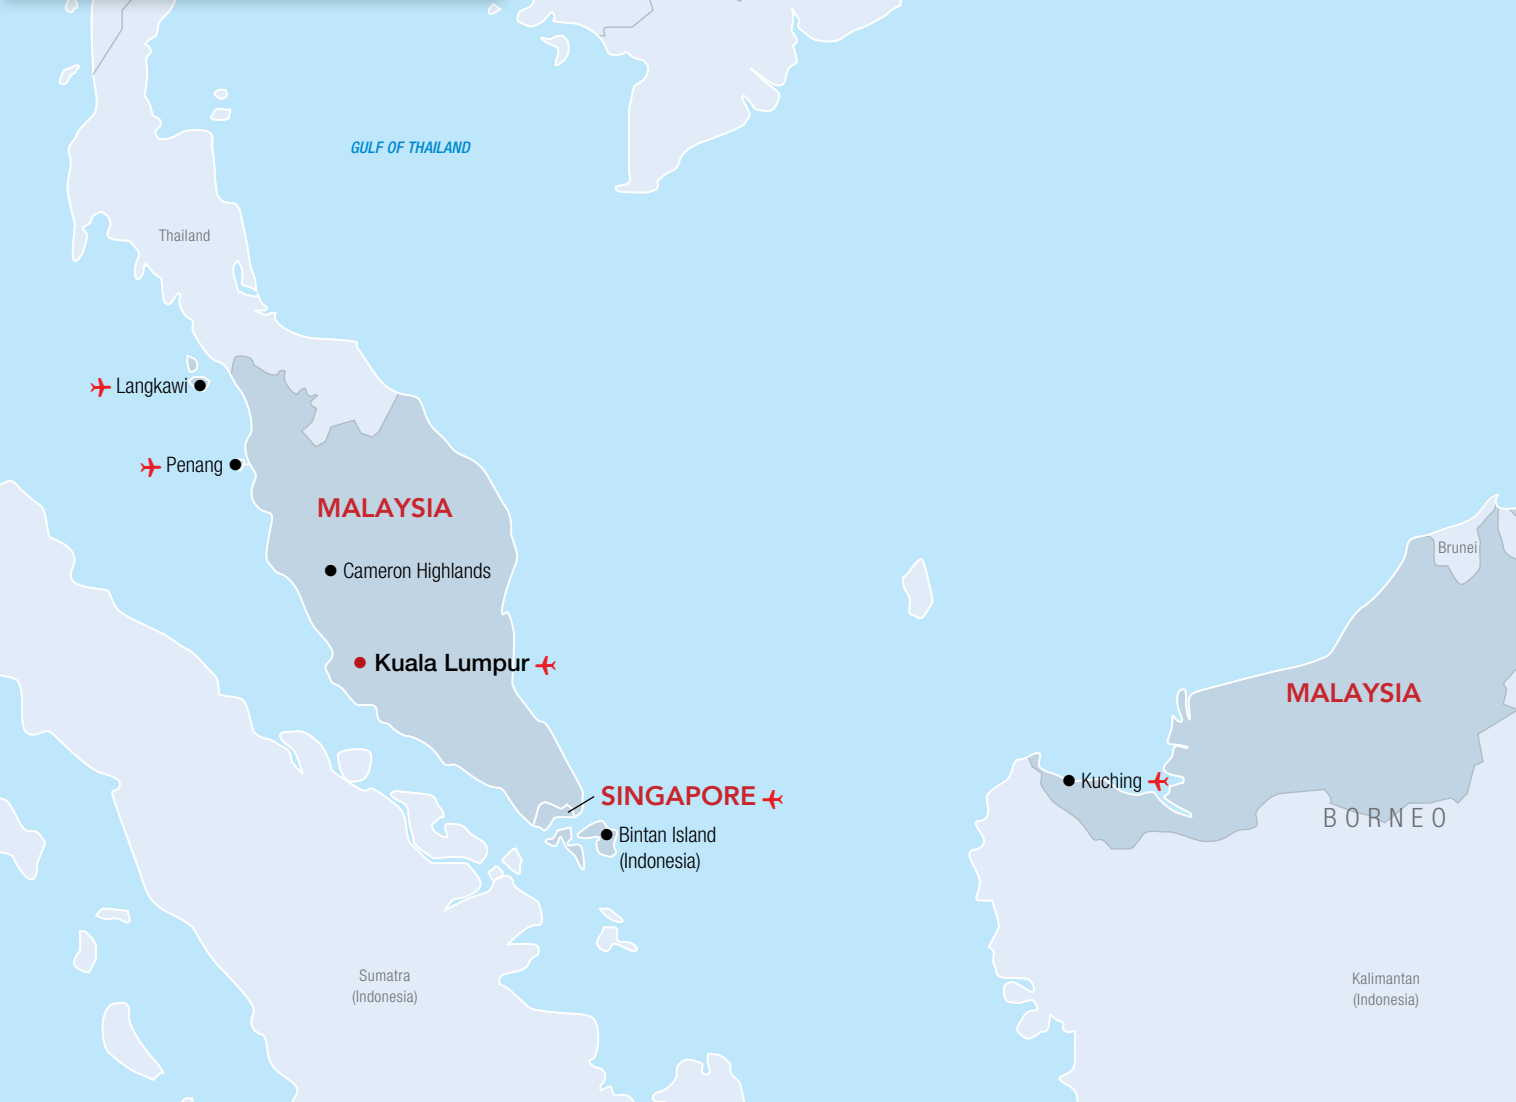 GULF OF THAILAND
Thailand
Langkawi
Penang
MALAYSIA
Brunei
Cameron Highlands
Kuala Lumpur
MALAYSIA
Kuching
SINGAPORE
BORNEO
Bintan Island
(Indonesia)
Sumatra
(Indonesia)
Kalimantan
(Indonesia)